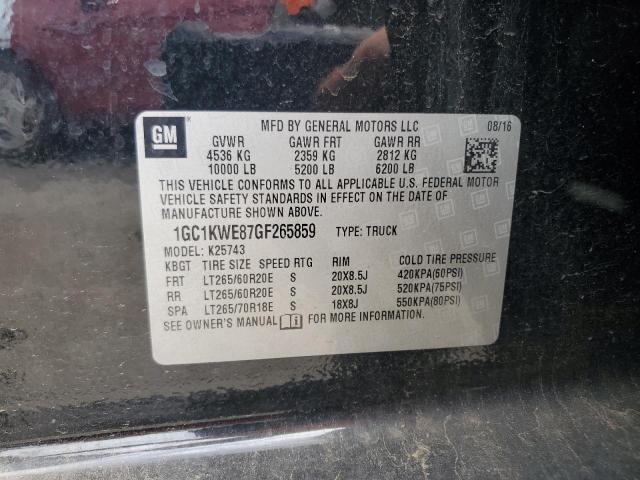 GM
MFD BY GENERAL MOTORS LLC 08/16
GVWR GAWR FRT GAWR RR
4536 KG 2359 KG 2812 KG
10000 LB 5200 LB 6200 LB
THIS VEHICLE CONFORMS TO ALL APPLICABLE U.S. FEDERAL MOTOR
VEHICLE SAFETY STANDARDS IN EFFECT ON THE DATE OF
MANUFACTURE SHOWN ABOVE.
1GC1KWE87GF265859 TYPE: TRUCK
MODEL: K25743
KBGT TIRE SIZE SPEED RTG RIM COLD TIRE PRESSURE
FRT LT265/60R20E S 20X8.5J 420KPA(60PSI)
RR LT265/60R20E S 20X8.5J 520KPA(75PSI)
SPA LT265/70R18E S 18X8J 550KPA(80PSI)
SEE OWNER'S MANUAL FOR MORE INFORMATION.